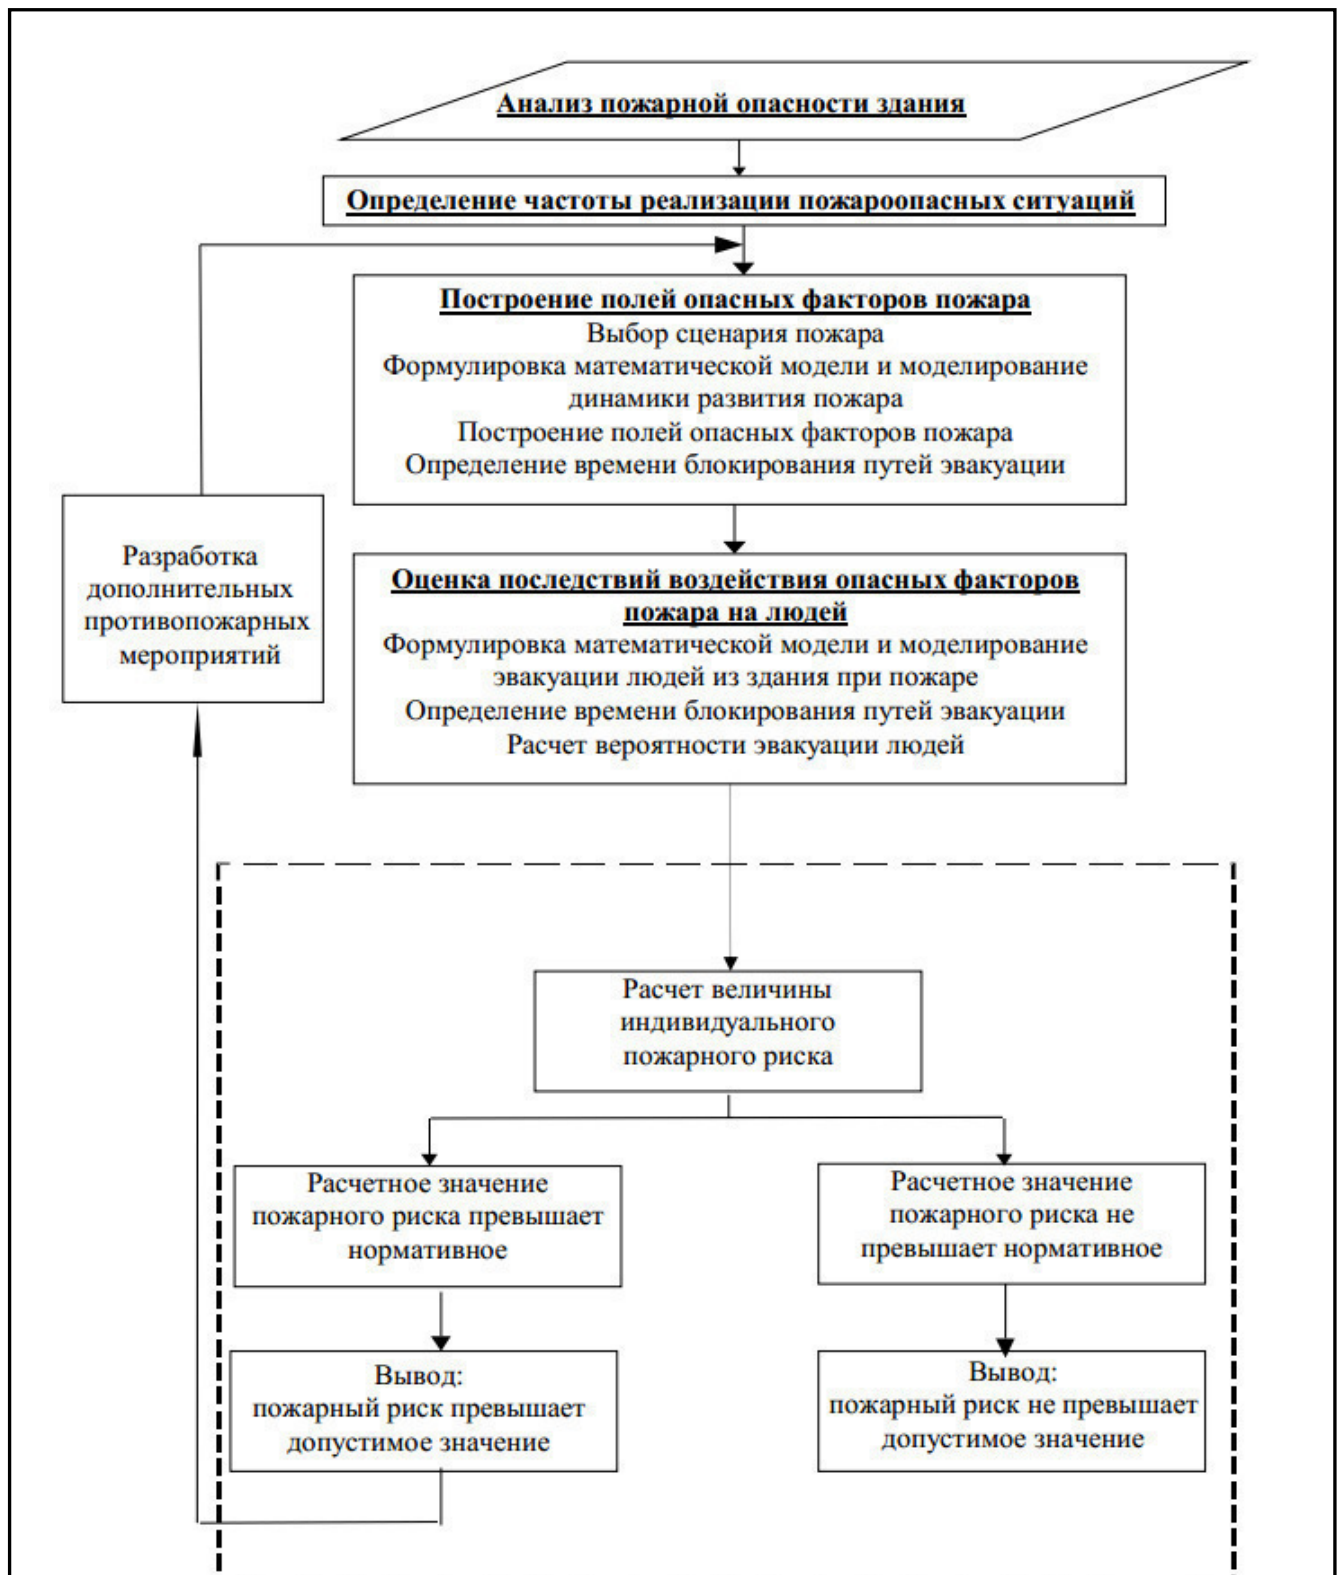 Анализ пожарной опасности здания
Определение частоты реализации пожароопасных ситуаций
Построение полей опасных факторов пожара
Выбор сценария пожара
Формулировка математической модели и моделирование
динамики развития пожара
Построение полей опасных факторов пожара
Определение времени блокирования путей эвакуации
Разработка
дополнительных
противопожарных
мероприятий
Оценка последствий воздействия опасных факторов
пожара на людей
Формулировка математической модели и моделирование
эвакуации людей из здания при пожаре
Определение времени блокирования путей эвакуации
Расчет вероятности эвакуации людей
Расчет величины
индивидуального
пожарного риска
Расчетное значение
пожарного риска превышает
нормативное
Расчетное значение
пожарного риска не
превышает нормативное
Вывод:
пожарный риск превышает
допустимое значение
Вывод:
пожарный риск не превышает
допустимое значение